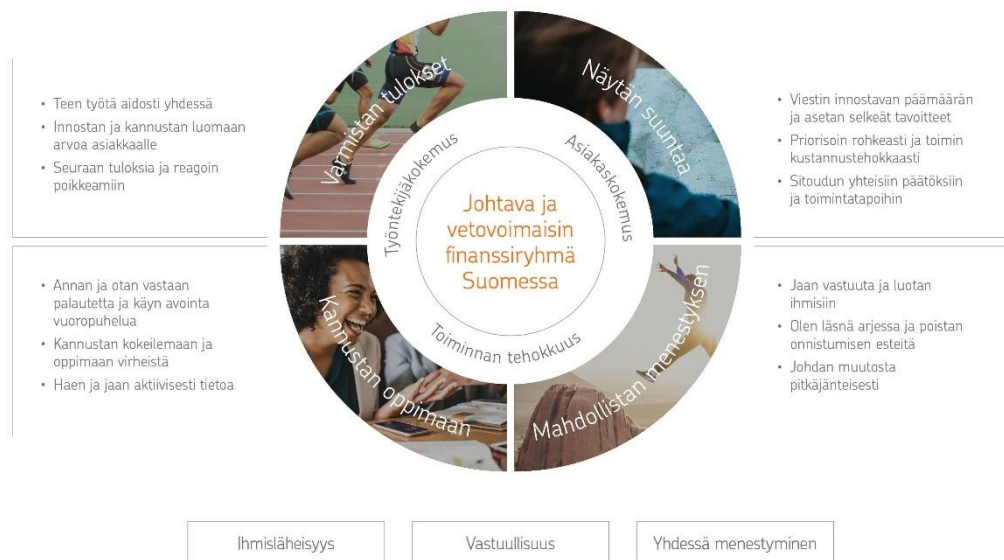 Varmistan tulokset
Näytän suuntaa
• Teen työtä aidosti yhdessä
• Innostan ja kannustan luomaan
arvoa asiakkaalle
• Seuraan tuloksia ja reagoin
poikkeamiin
• Viestin innostavan päämäärän
ja asetan selkeät tavoitteet
• Priorisoin rohkeasti ja toimin
kustannustehokkaasti
• Sitoudun yhteisiin päätöksiin
ja toimintatapoihin
Työntekijäkokemus
Asiakaskokemus
Johtava ja
vetovoimaisin
finanssiryhmä
Suomessa
Toiminnan tehokkuus
• Annan ja otan vastaan
palautetta ja käyn avointa
vuoropuhelua
• Kannustan kokeilemaan ja
oppimaan virheistä
• Haen ja jaan aktiivisesti tietoa
Kannustan oppimaan
Mahdollistan menestyksen
• Jaan vastuuta ja luotan
ihmisiin
• Olen läsnä arjessa ja poistan
onnistumisen esteitä
• Johdan muutosta
pitkäjänteisesti
Ihmisläheisyys
Vastuullisuus
Yhdessä menestyminen